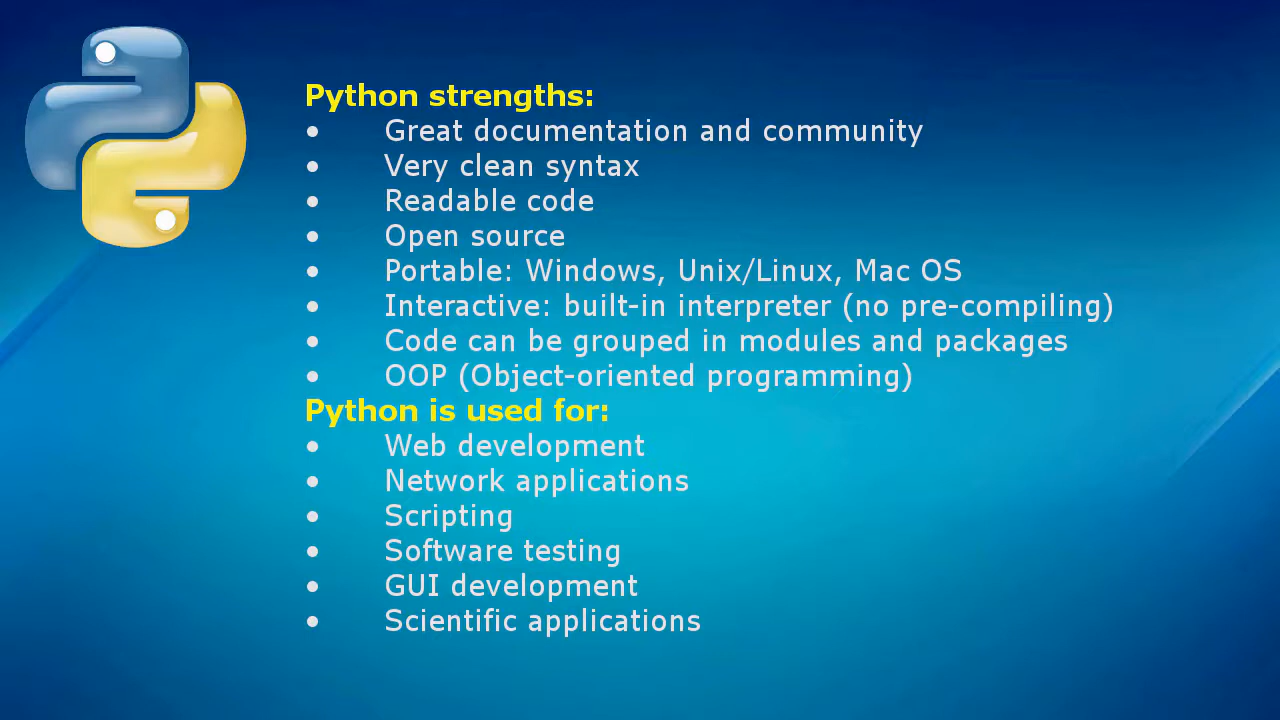 Python strengths:
• Great documentation and community
• Very clean syntax
• Readable code
• Open source
• Portable: Windows, Unix/Linux, Mac OS
• Interactive: built-in interpreter (no pre-compiling)
• Code can be grouped in modules and packages
• OOP (Object-oriented programming)
Python is used for:
• Web development
• Network applications
• Scripting
• Software testing
• GUI development
• Scientific applications